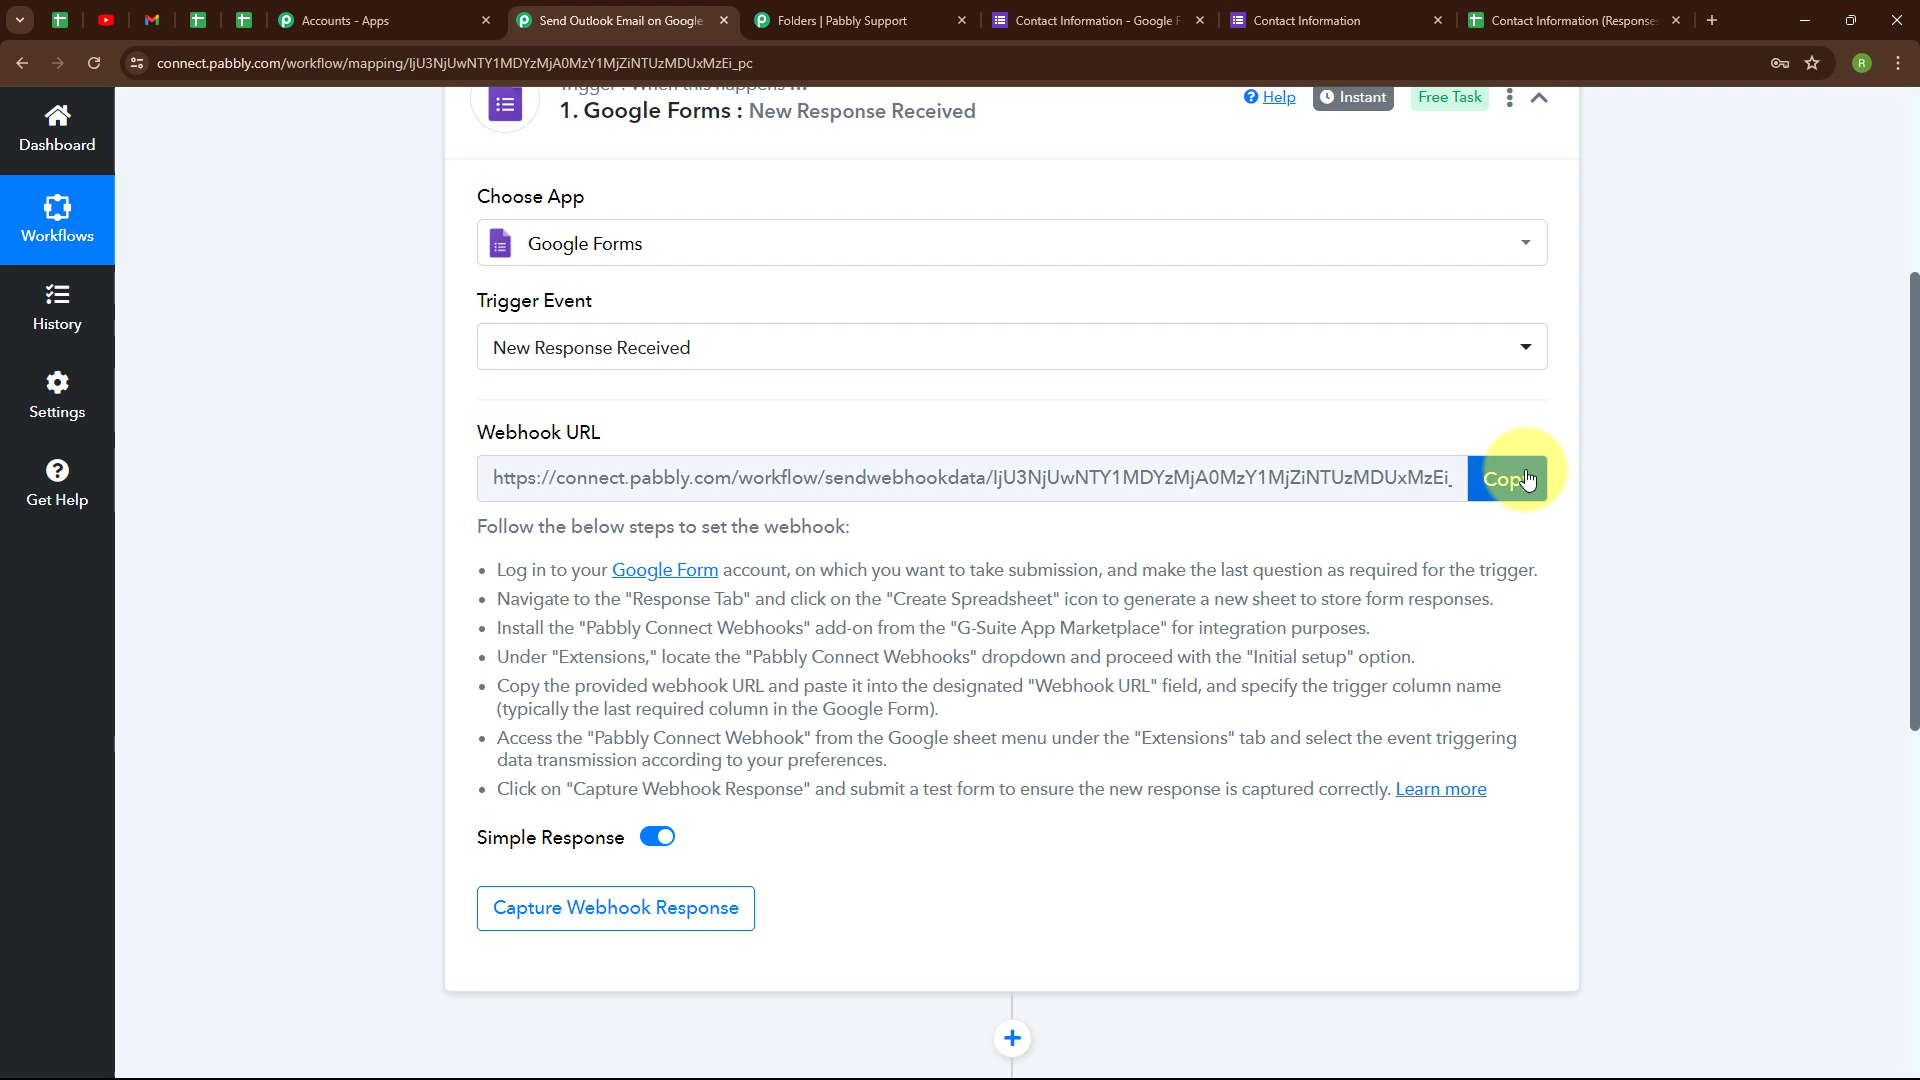 Accounts - Apps
Send Outlook Email on Google
Folders | Pabbly Support
Contact Information - Google F
Contact Information
Contact Information (Response
connect.pabbly.com/workflow/mapping/IjU3NjUwNTY1MDYzMjA0MzY1MjZiNTUzMDUxMzEi_pc
R
Dashboard
Workflows
History
Settings
Get Help
Trigger : When this happens ...
1. Google Forms : New Response Received
Help
Instant
Free Task
Choose App
Google Forms
Trigger Event
New Response Received
Webhook URL
https://connect.pabbly.com/workflow/sendwebhookdata/IjU3NjUwNTY1MDYzMjA0MzY1MjZiNTUzMDUxMzEi_
Copy
Follow the below steps to set the webhook:
• Log in to your Google Form account, on which you want to take submission, and make the last question as required for the trigger.
• Navigate to the "Response Tab" and click on the "Create Spreadsheet" icon to generate a new sheet to store form responses.
• Install the "Pabbly Connect Webhooks" add-on from the "G-Suite App Marketplace" for integration purposes.
• Under "Extensions," locate the "Pabbly Connect Webhooks" dropdown and proceed with the "Initial setup" option.
• Copy the provided webhook URL and paste it into the designated "Webhook URL" field, and specify the trigger column name
(typically the last required column in the Google Form).
• Access the "Pabbly Connect Webhook" from the Google sheet menu under the "Extensions" tab and select the event triggering
data transmission according to your preferences.
• Click on "Capture Webhook Response" and submit a test form to ensure the new response is captured correctly. Learn more
Simple Response
Capture Webhook Response